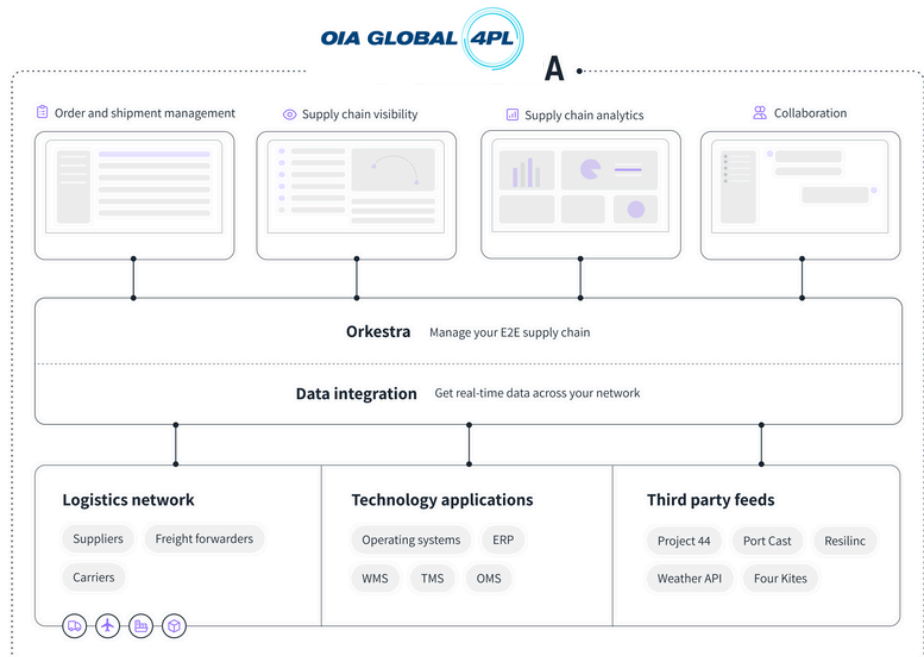 OIA GLOBAL 4PL
A
Order and shipment management
Supply chain visibility
Supply chain analytics
Collaboration
Orkestra Manage your E2E supply chain
Data integration Get real-time data across your network
Logistics network
Suppliers
Freight forwarders
Carriers
Technology applications
Operating systems
ERP
WMS
TMS
OMS
Third party feeds
Project 44
Port Cast
Resilinc
Weather API
Four Kites